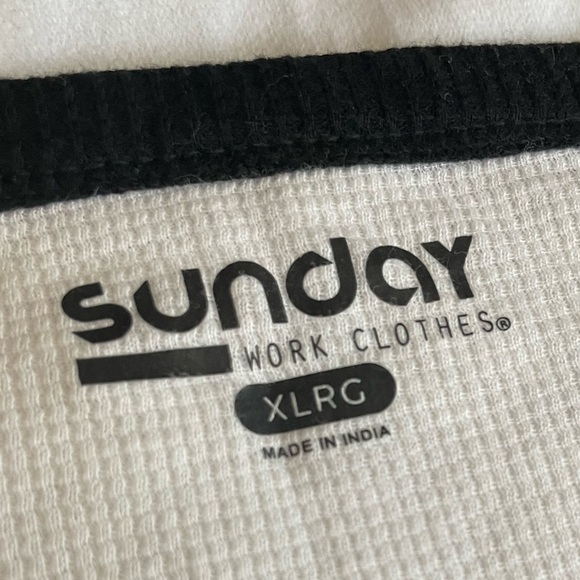 sundaY
WORK CLOTHES®
XLRG
MADE IN INDIA